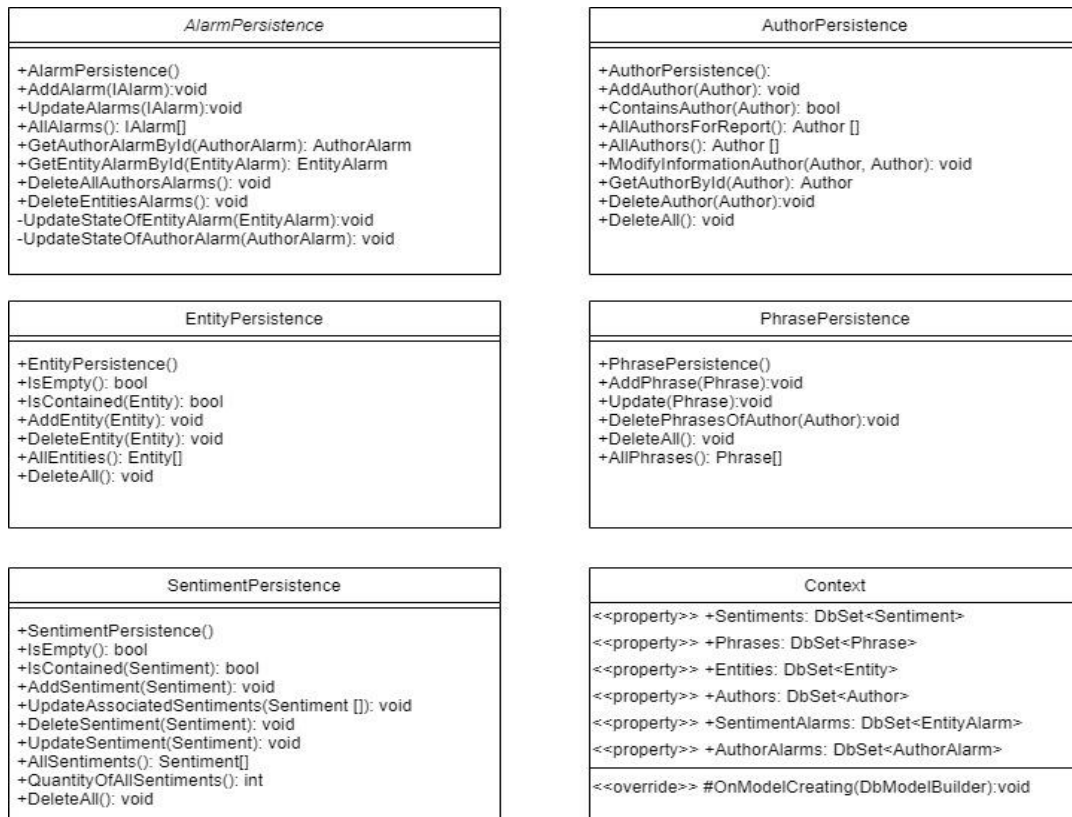 AlarmPersistence
+AlarmPersistence()
+AddAlarm(IAlarm):void
+UpdateAlarms(IAlarm):void
+AllAlarms(): IAlarm[]
+GetAuthorAlarmById(AuthorAlarm): AuthorAlarm
+GetEntityAlarmById(EntityAlarm): EntityAlarm
+DeleteAllAuthorsAlarms(): void
+DeleteEntitiesAlarms(): void
-UpdateStateOfEntityAlarm(EntityAlarm):void
-UpdateStateOfAuthorAlarm(AuthorAlarm): void
AuthorPersistence
+AuthorPersistence():
+AddAuthor(Author): void
+ContainsAuthor(Author): bool
+AllAuthorsForReport(): Author []
+AllAuthors(): Author []
+ModifyInformationAuthor(Author, Author): void
+GetAuthorById(Author): Author
+DeleteAuthor(Author):void
+DeleteAll(): void
EntityPersistence
+EntityPersistence()
+IsEmpty(): bool
+IsContained(Entity): bool
+AddEntity(Entity): void
+DeleteEntity(Entity): void
+AllEntities(): Entity[]
+DeleteAll(): void
PhrasePersistence
+PhrasePersistence()
+AddPhrase(Phrase):void
+Update(Phrase):void
+DeletePhrasesOfAuthor(Author):void
+DeleteAll(): void
+AllPhrases(): Phrase[]
SentimentPersistence
+SentimentPersistence()
+IsEmpty(): bool
+IsContained(Sentiment): bool
+AddSentiment(Sentiment): void
+UpdateAssociatedSentiments(Sentiment []): void
+DeleteSentiment(Sentiment): void
+UpdateSentiment(Sentiment): void
+AllSentiments(): Sentiment[]
+QuantityOfAllSentiments(): int
+DeleteAll(): void
Context
<<property>> +Sentiments: DbSet<Sentiment>
<<property>> +Phrases: DbSet<Phrase>
<<property>> +Entities: DbSet<Entity>
<<property>> +Authors: DbSet<Author>
<<property>> +SentimentAlarms: DbSet<EntityAlarm>
<<property>> +AuthorAlarms: DbSet<AuthorAlarm>
<<override>> #OnModelCreating(DbModelBuilder):void